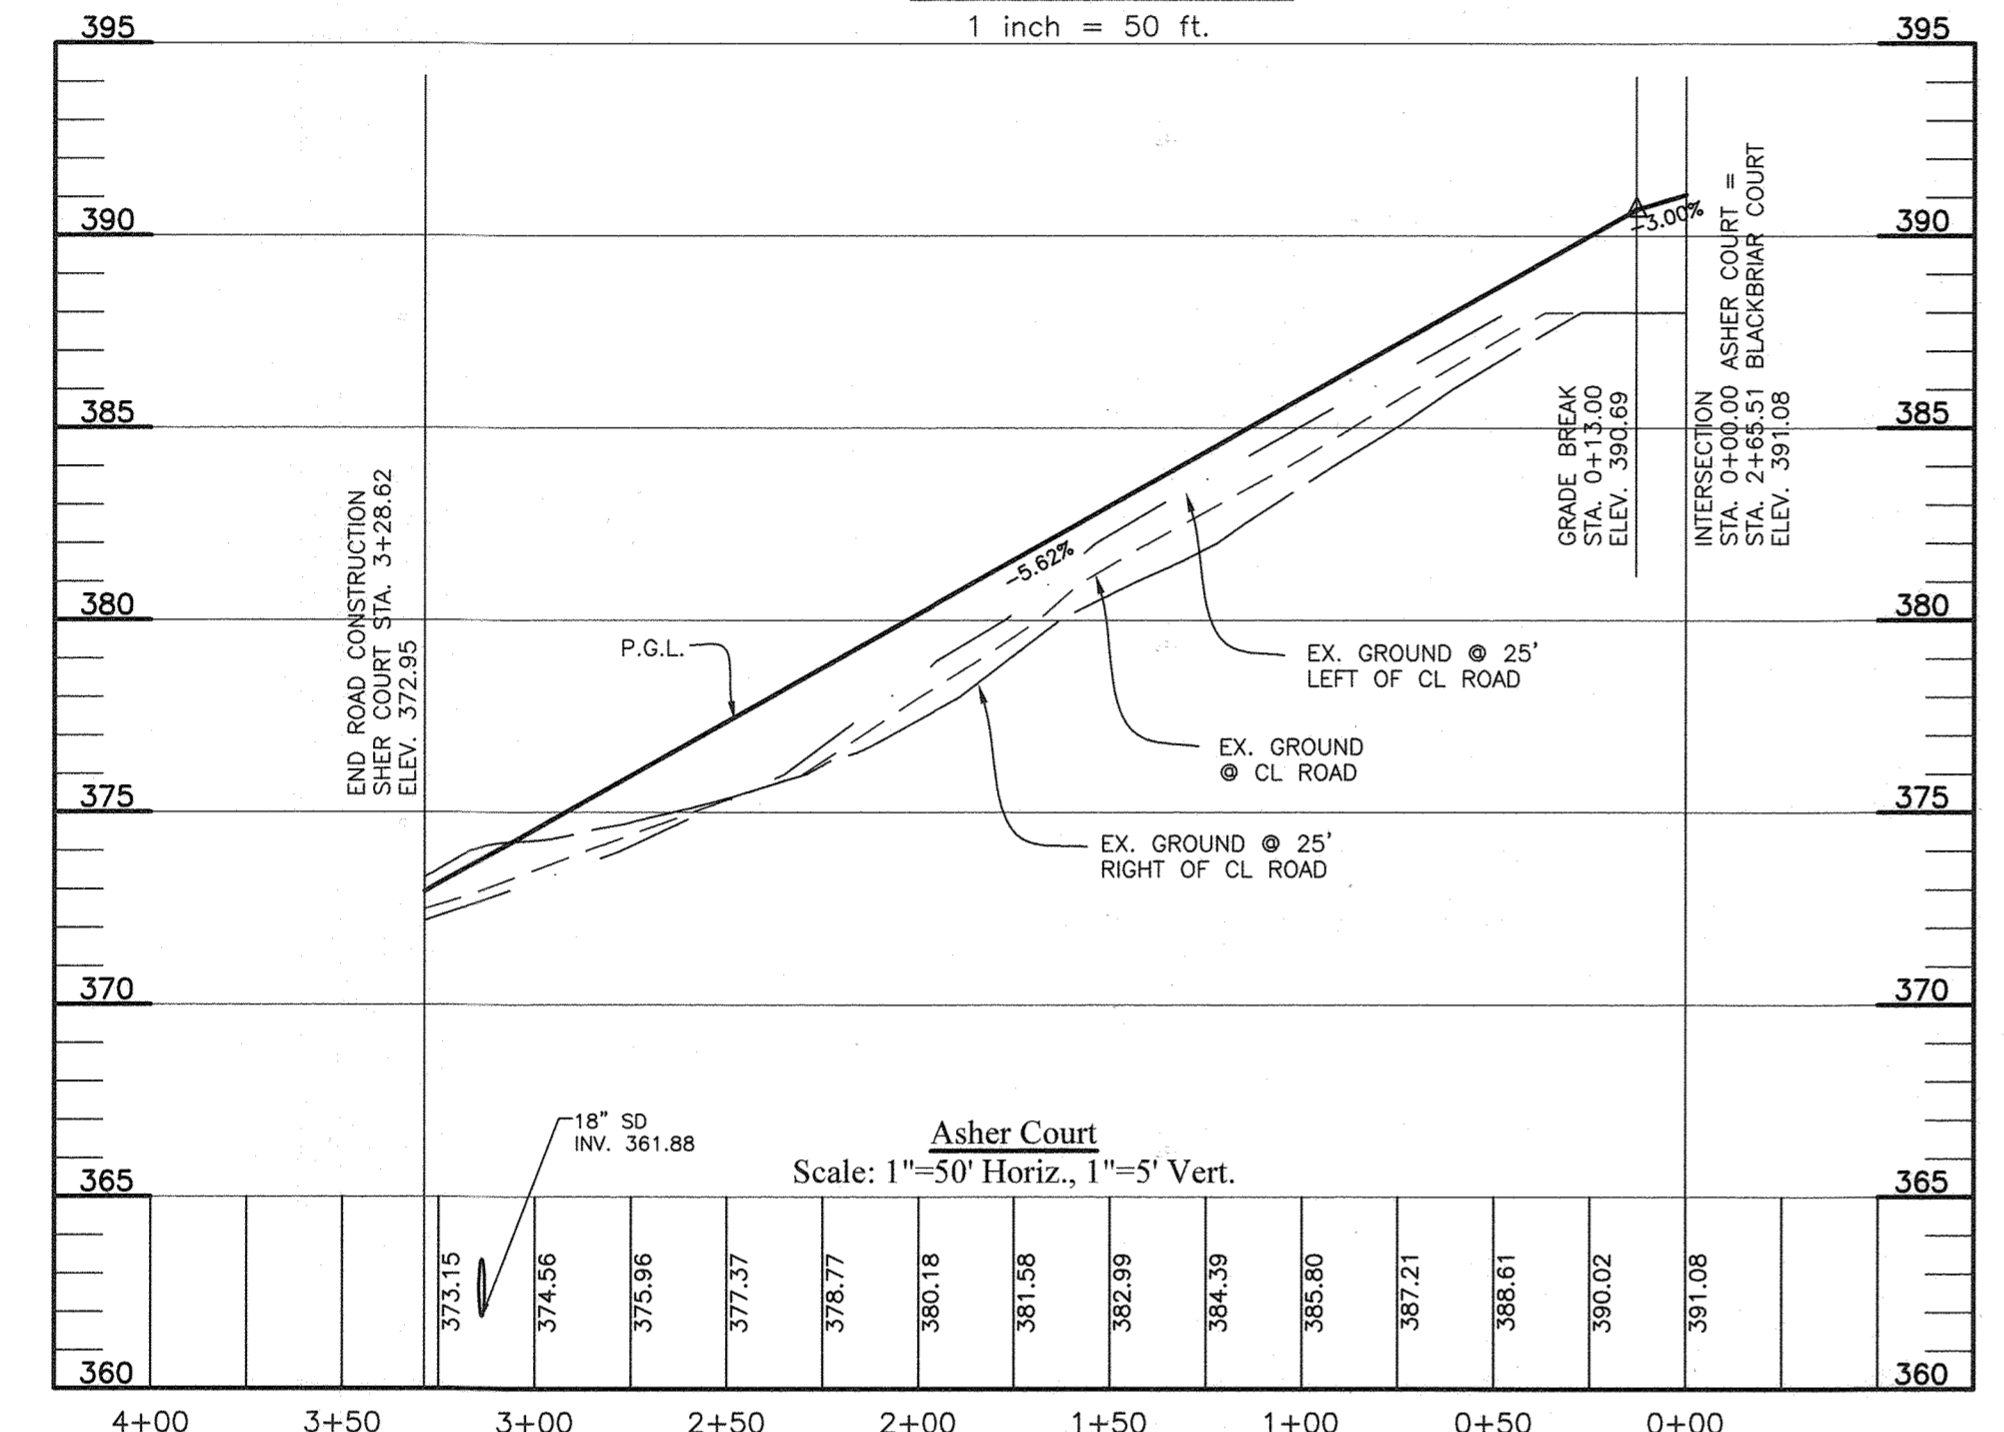 1 inch = 50 ft.
395
395
390
390
385
385
380
380
375
375
370
370
365
365
360
360
END ROAD CONSTRUCTION
SHER COURT STA. 3+28.62
ELEV. 372.95
P.G.L.
-5.62%
-3.00%
GRADE BREAK
STA. 0+13.00
ELEV. 390.69
INTERSECTION
STA. 0+00.00 ASHER COURT =
STA. 2+65.51 BLACKBRIAR COURT
ELEV. 391.08
EX. GROUND @ 25'
LEFT OF CL ROAD
EX. GROUND
@ CL ROAD
EX. GROUND @ 25'
RIGHT OF CL ROAD
18" SD
INV. 361.88
Asher Court
Scale: 1"=50' Horiz., 1"=5' Vert.
373.15
374.56
375.96
377.37
378.77
380.18
381.58
382.99
384.39
385.80
387.21
388.61
390.02
391.08
4+00
3+50
3+00
2+50
2+00
1+50
1+00
0+50
0+00